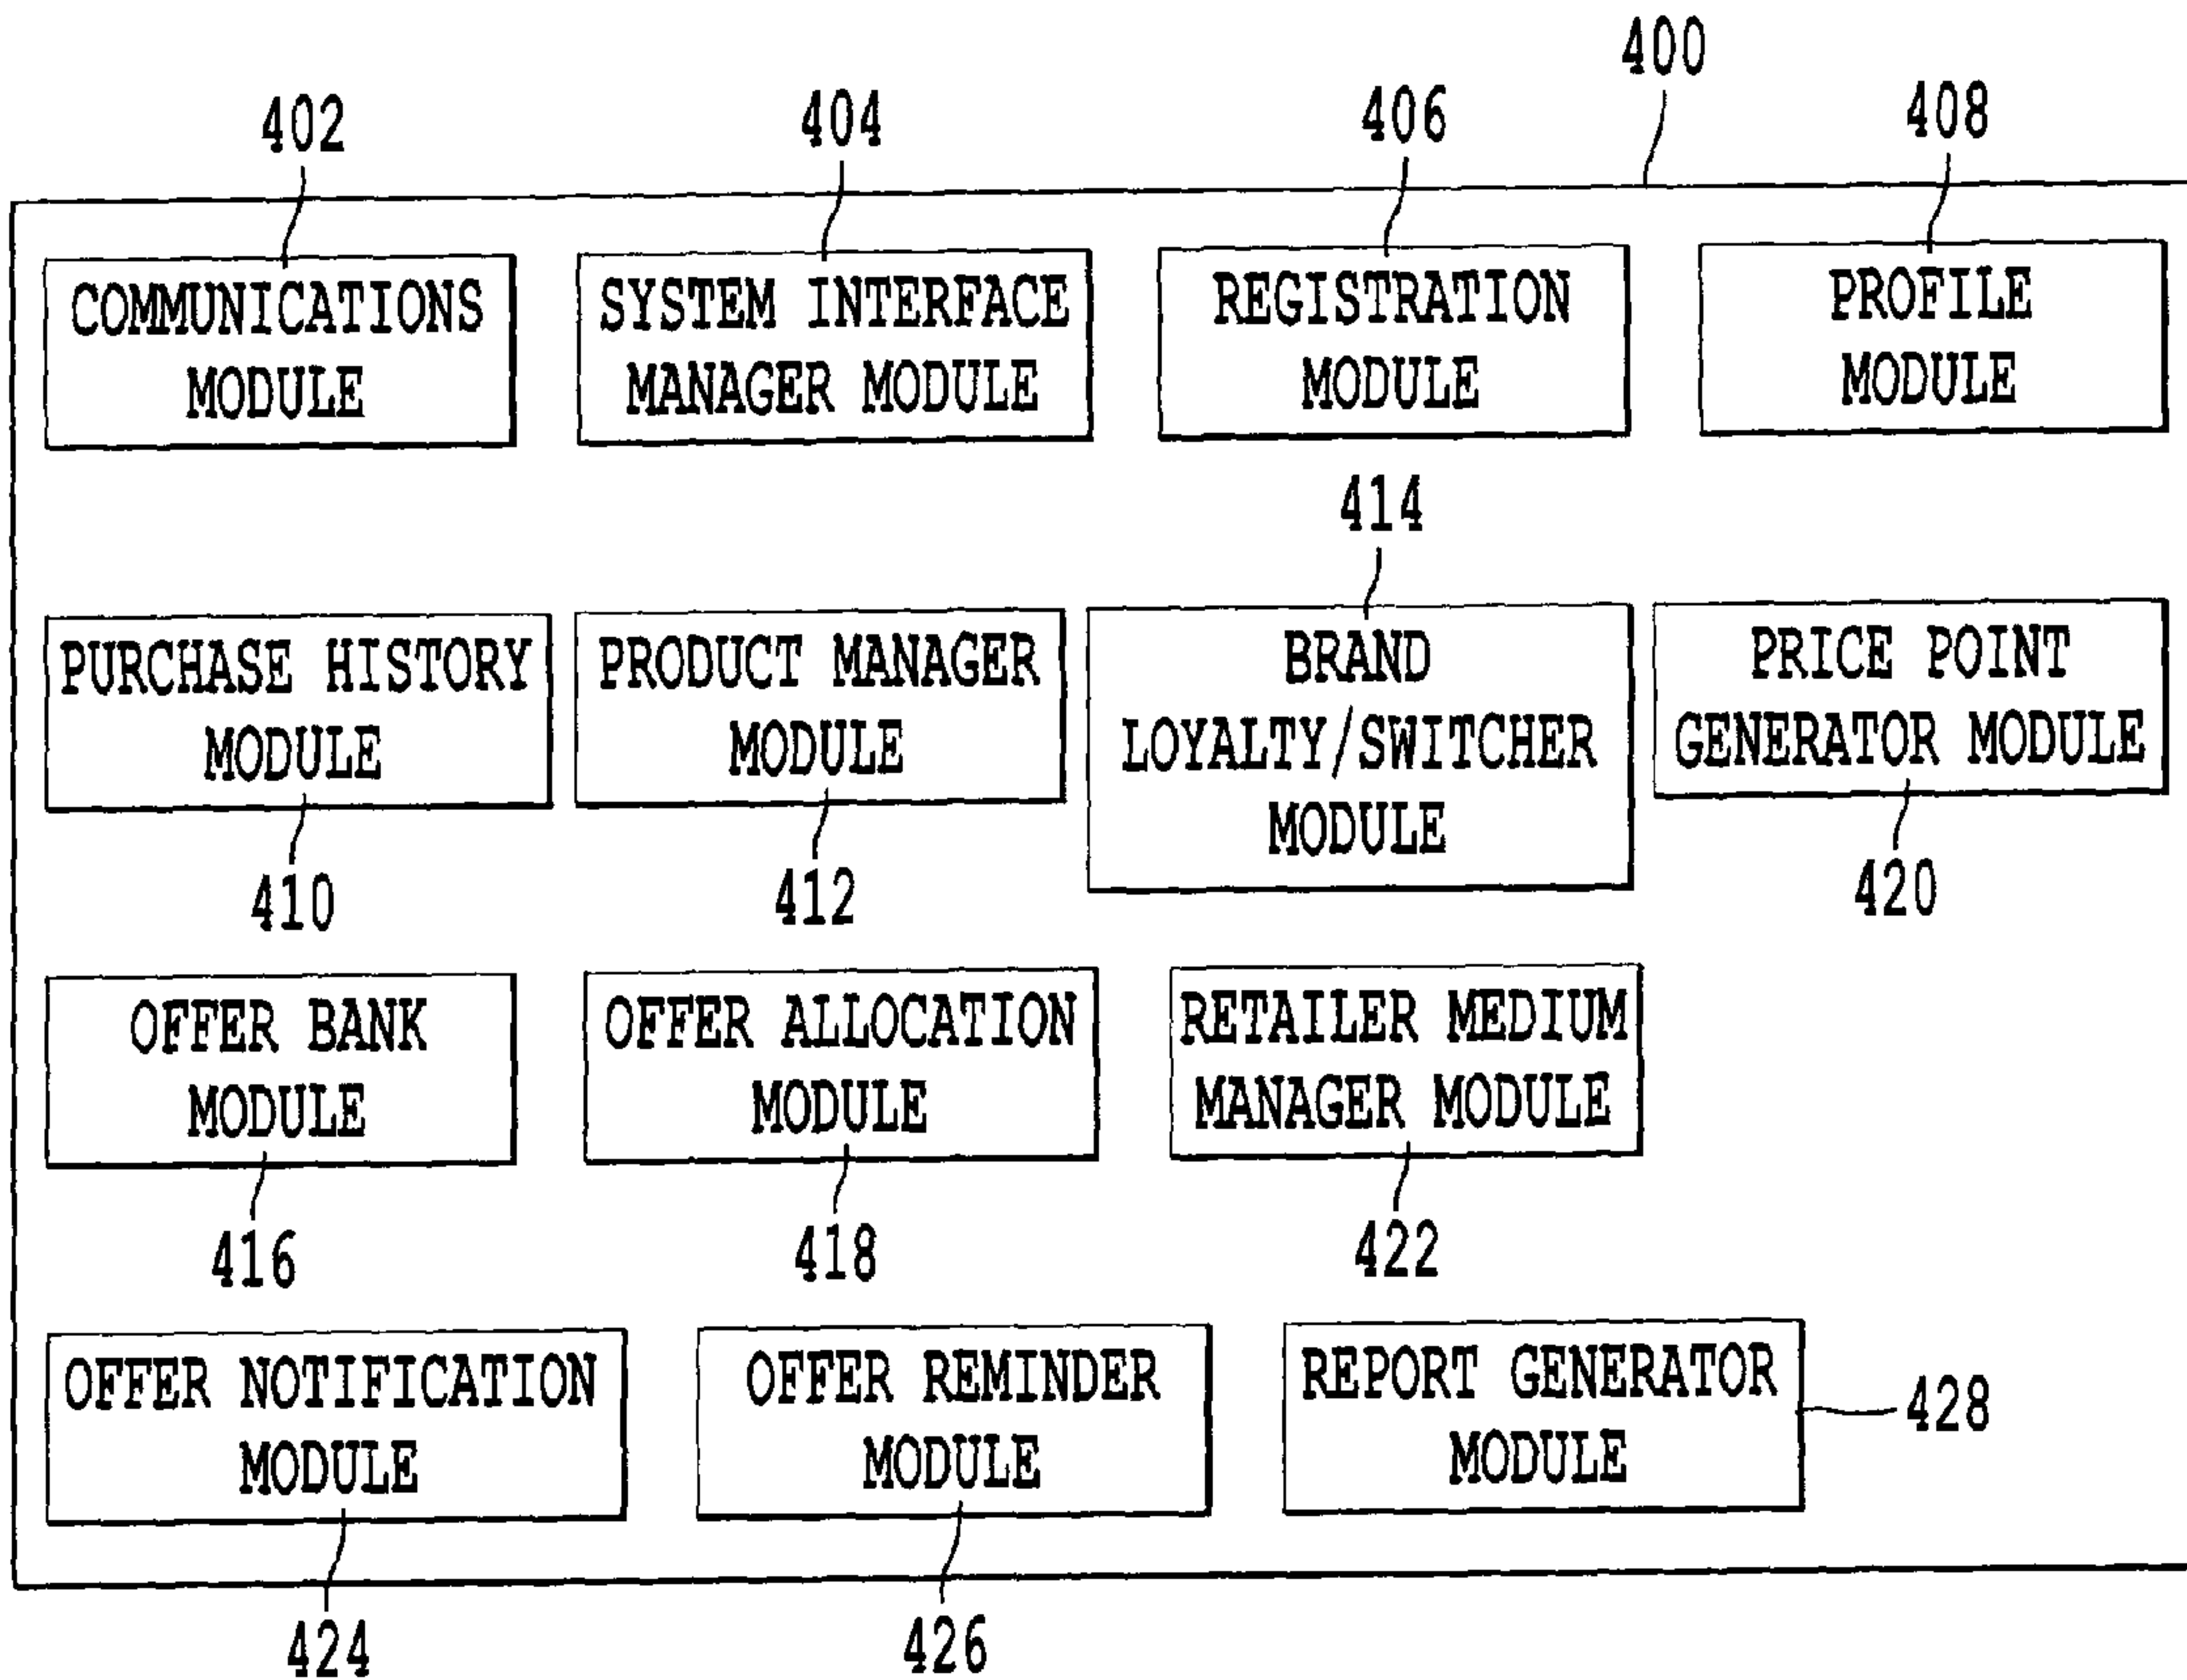 400
402
404
406
408
COMMUNICATIONS
MODULE
SYSTEM INTERFACE
MANAGER MODULE
REGISTRATION
MODULE
PROFILE
MODULE
414
PURCHASE HISTORY
MODULE
PRODUCT MANAGER
MODULE
BRAND
LOYALTY/SWITCHER
MODULE
PRICE POINT
GENERATOR MODULE
410
412
420
OFFER BANK
MODULE
OFFER ALLOCATION
MODULE
RETAILER MEDIUM
MANAGER MODULE
416
418
422
OFFER NOTIFICATION
MODULE
OFFER REMINDER
MODULE
REPORT GENERATOR
MODULE
428
424
426